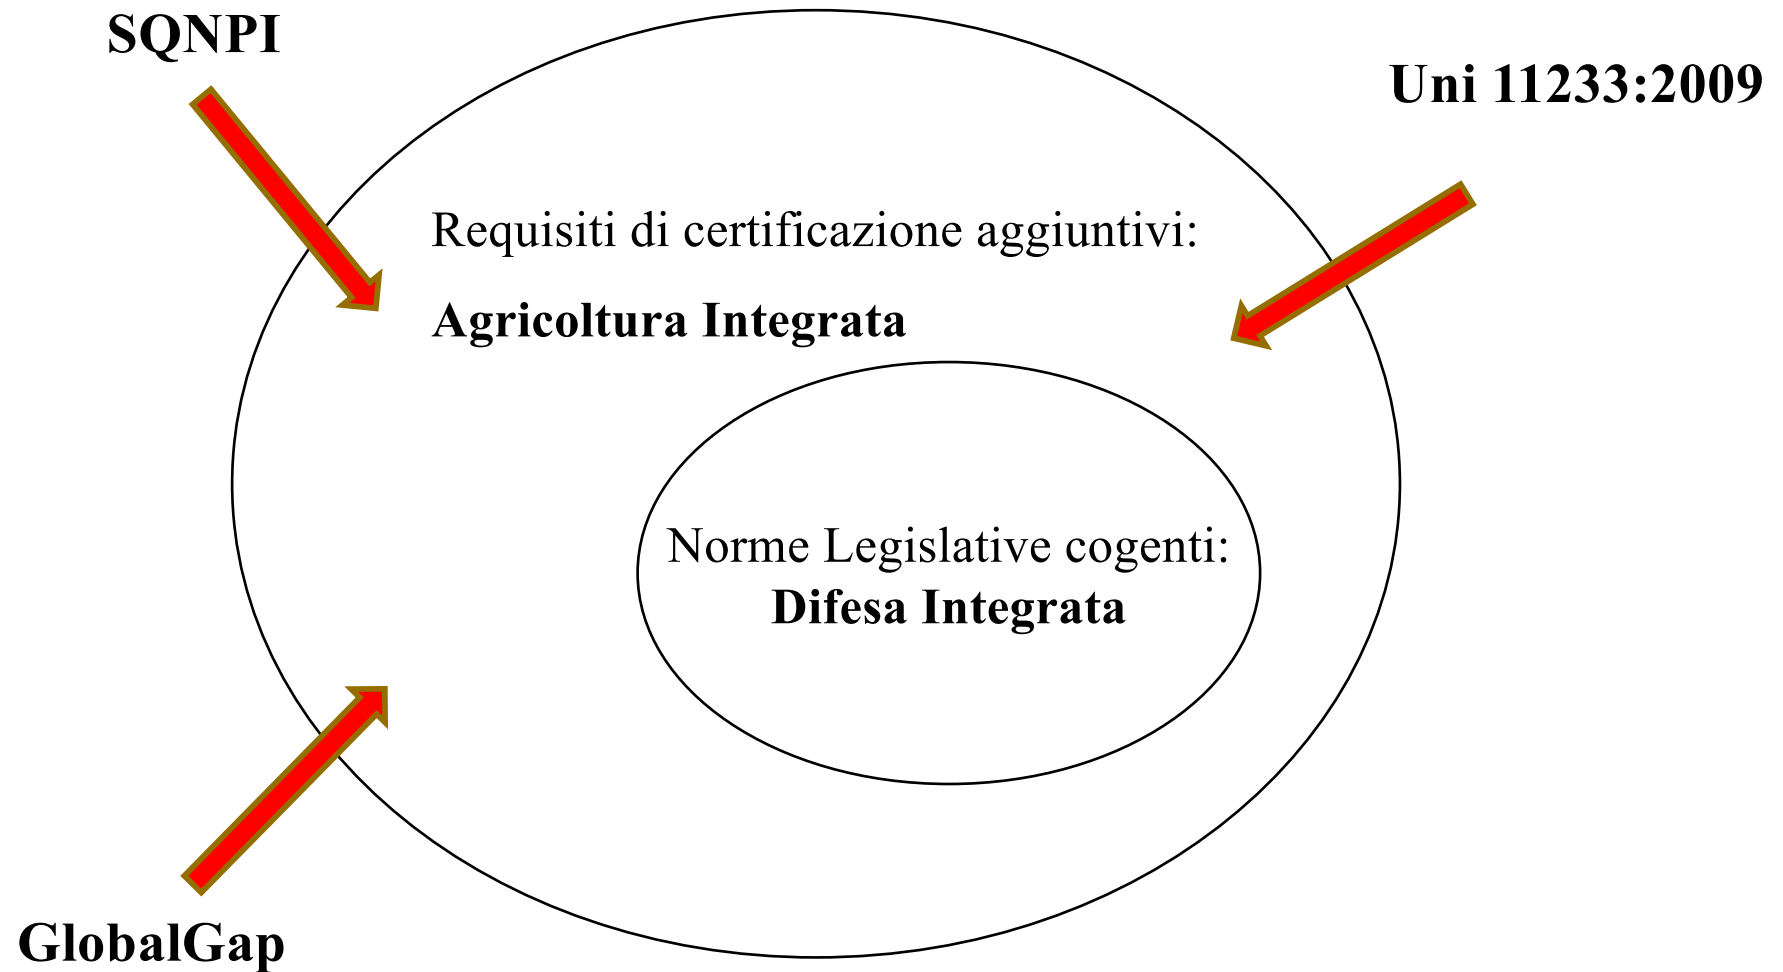 SQNPI
Uni 11233:2009
Requisiti di certificazione aggiuntivi:
Agricoltura Integrata
Norme Legislative cogenti:
Difesa Integrata
GlobalGap